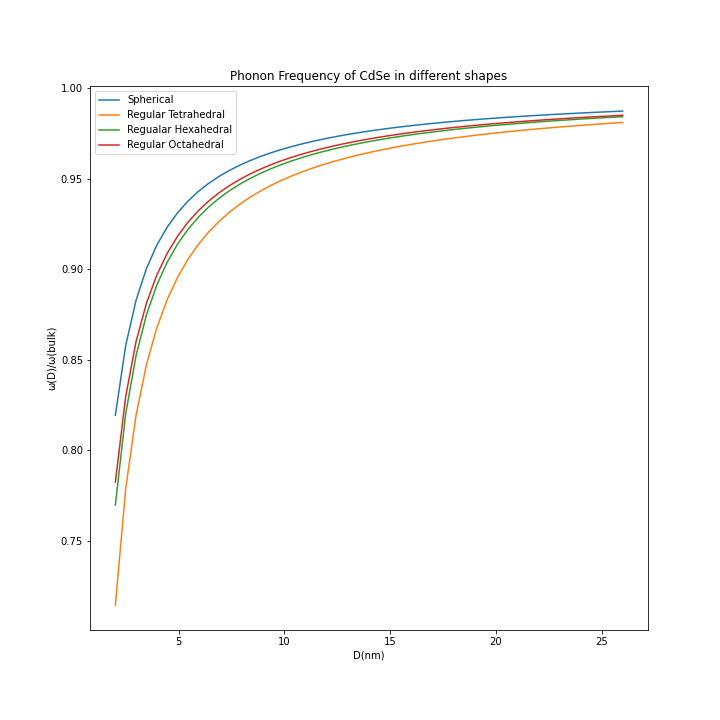 Phonon Frequency of CdSe in different shapes
1.00
0.95
0.90
0.85
0.80
0.75
ω(D)/ω(bulk)
Spherical
Regular Tetrahedral
Regualar Hexahedral
Regular Octahedral
5
10
15
20
25
D(nm)